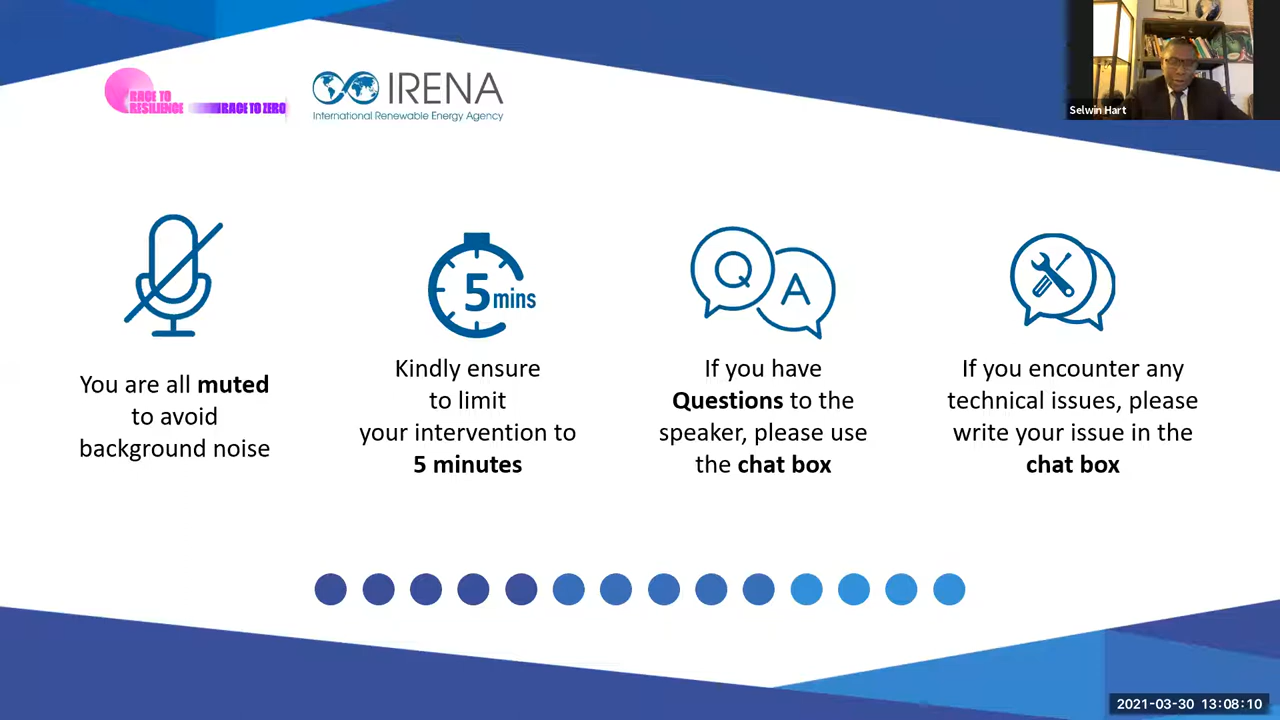 RACE TO
RESILIENCE
RACE TO ZERO
IRENA
International Renewable Energy Agency
Selwin Hart
5 mins
Q
A
You are all muted
to avoid
background noise
Kindly ensure
to limit
your intervention to
5 minutes
If you have
Questions to the
speaker, please use
the chat box
If you encounter any
technical issues, please
write your issue in the
chat box
2021-03-30 13:08:10